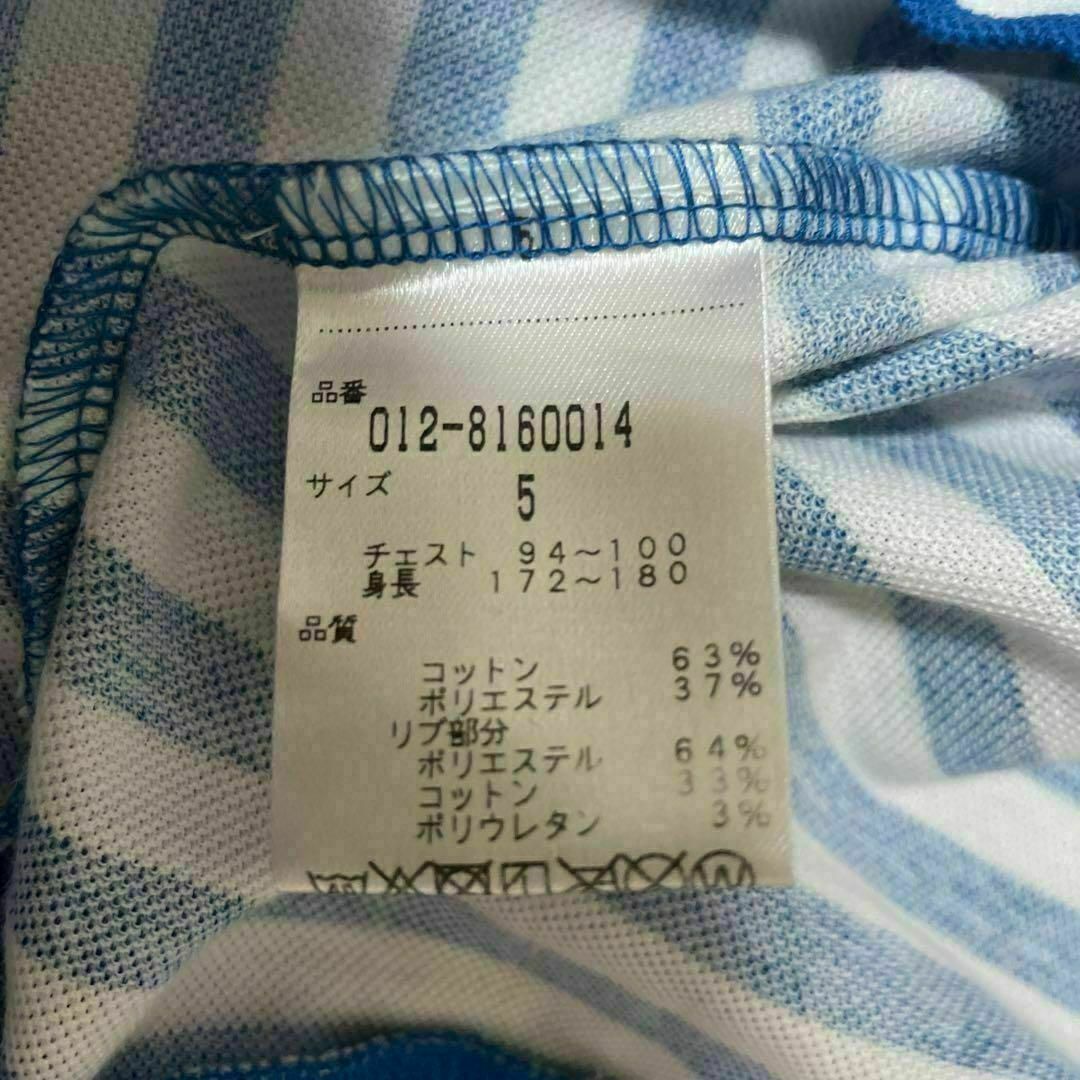 品番
012-8160014
サイズ 5
チェスト 94〜100
身長 172〜180
品質
コットン 63%
ポリエステル 37%
リブ部分
ポリエステル 64%
コットン 33%
ポリウレタン 3%